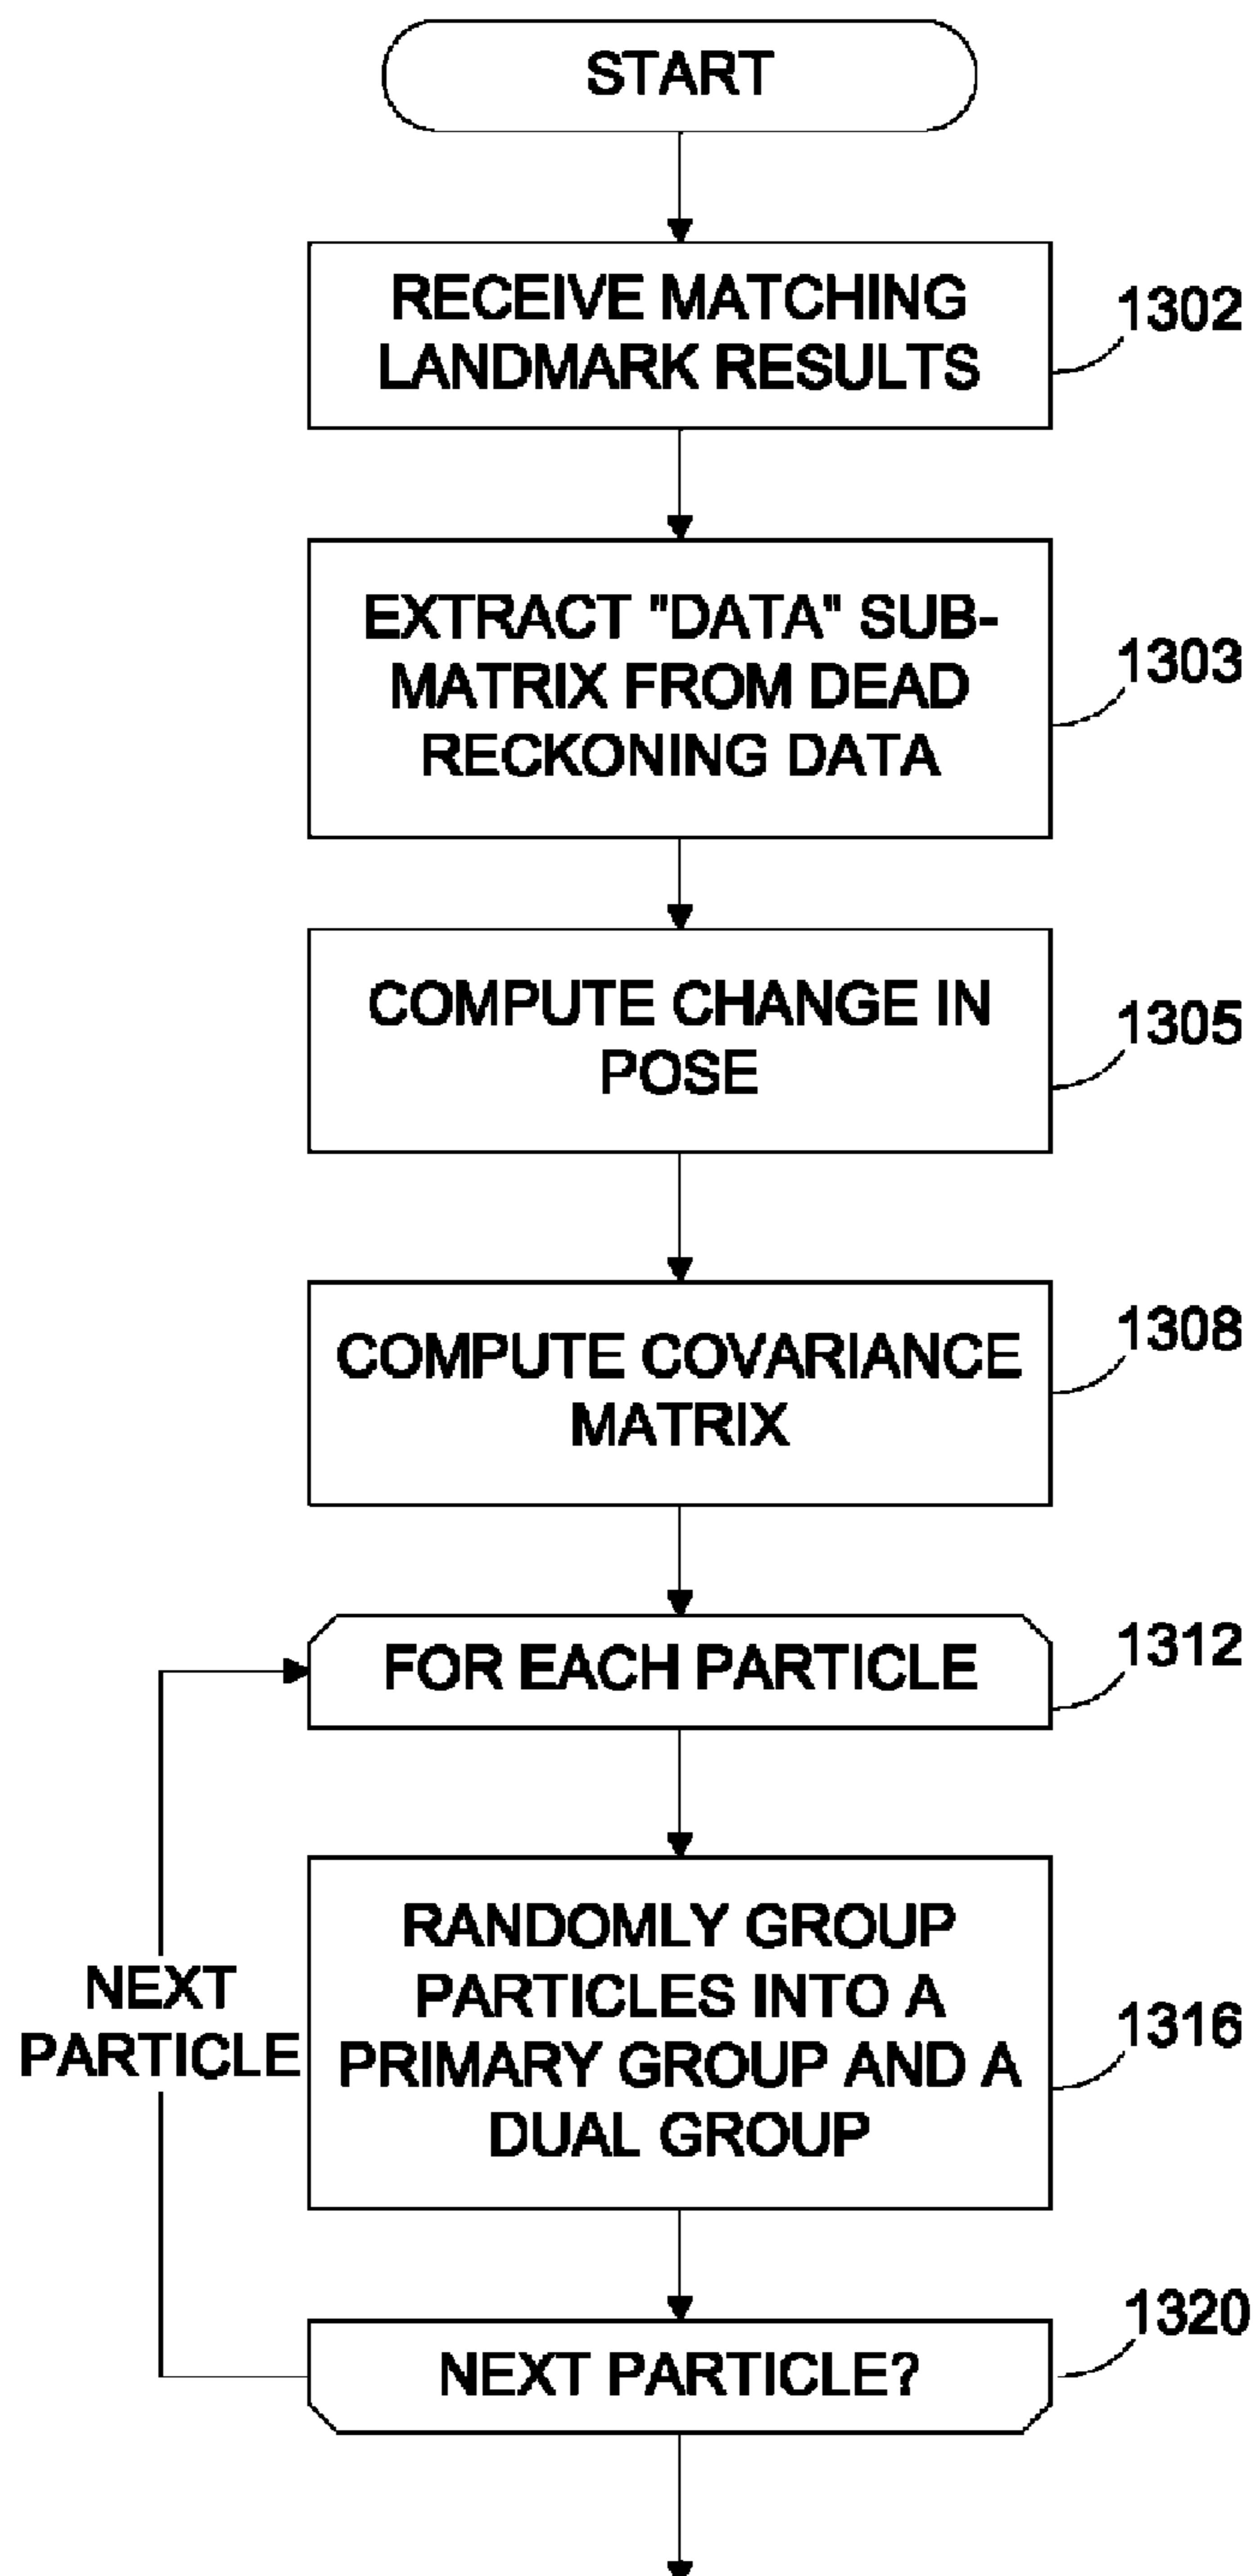 START
RECEIVE MATCHING
LANDMARK RESULTS
1302
EXTRACT "DATA" SUB-
MATRIX FROM DEAD
RECKONING DATA
1303
COMPUTE CHANGE IN
POSE
1305
COMPUTE COVARIANCE
MATRIX
1308
FOR EACH PARTICLE
1312
RANDOMLY GROUP
PARTICLES INTO A
PRIMARY GROUP AND A
DUAL GROUP
1316
NEXT
PARTICLE
NEXT PARTICLE?
1320